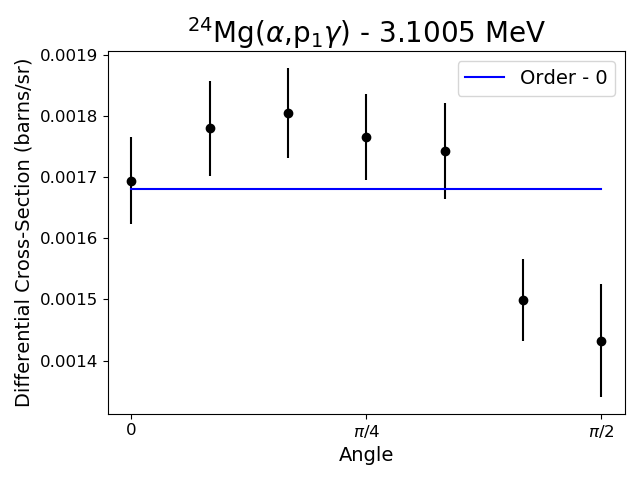 ²⁴Mg(α,p₁γ) - 3.1005 MeV
Differential Cross-Section (barns/sr)
0.0019
0.0018
0.0017
0.0016
0.0015
0.0014
Order - 0
0 π/4 π/2
Angle